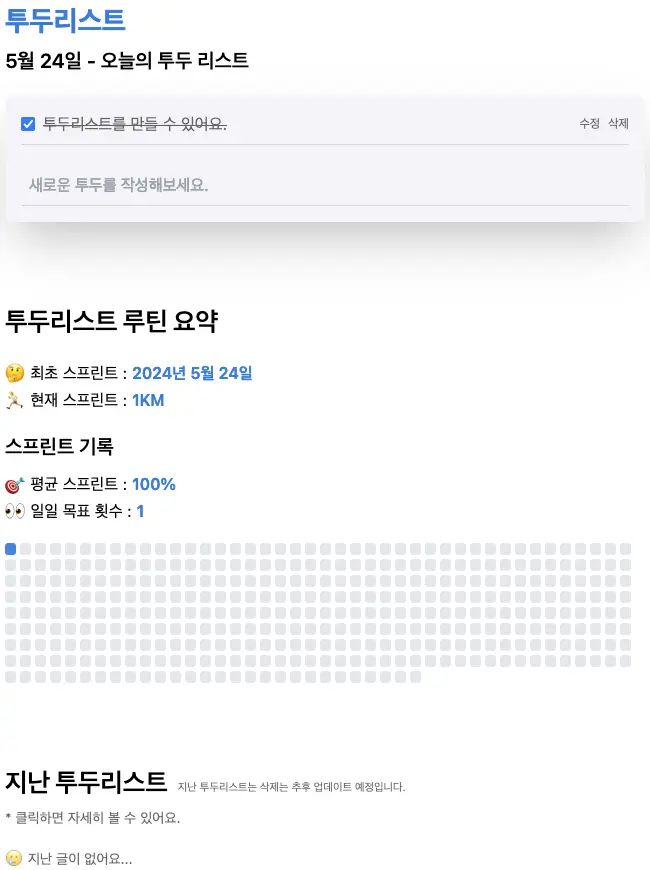 투두리스트
5월 24일 - 오늘의 투두 리스트
투두리스트를 만들 수 있어요. 수정 삭제
새로운 투두를 작성해보세요.
투두리스트 루틴 요약
🤔 최초 스프린트 : 2024년 5월 24일
🏃 현재 스프린트 : 1KM
스프린트 기록
🎯 평균 스프린트 : 100%
👀 일일 목표 횟수 : 1
지난 투두리스트 지난 투두리스트는 삭제는 추후 업데이트 예정입니다.
* 클릭하면 자세히 볼 수 있어요.
🥲 지난 글이 없어요...